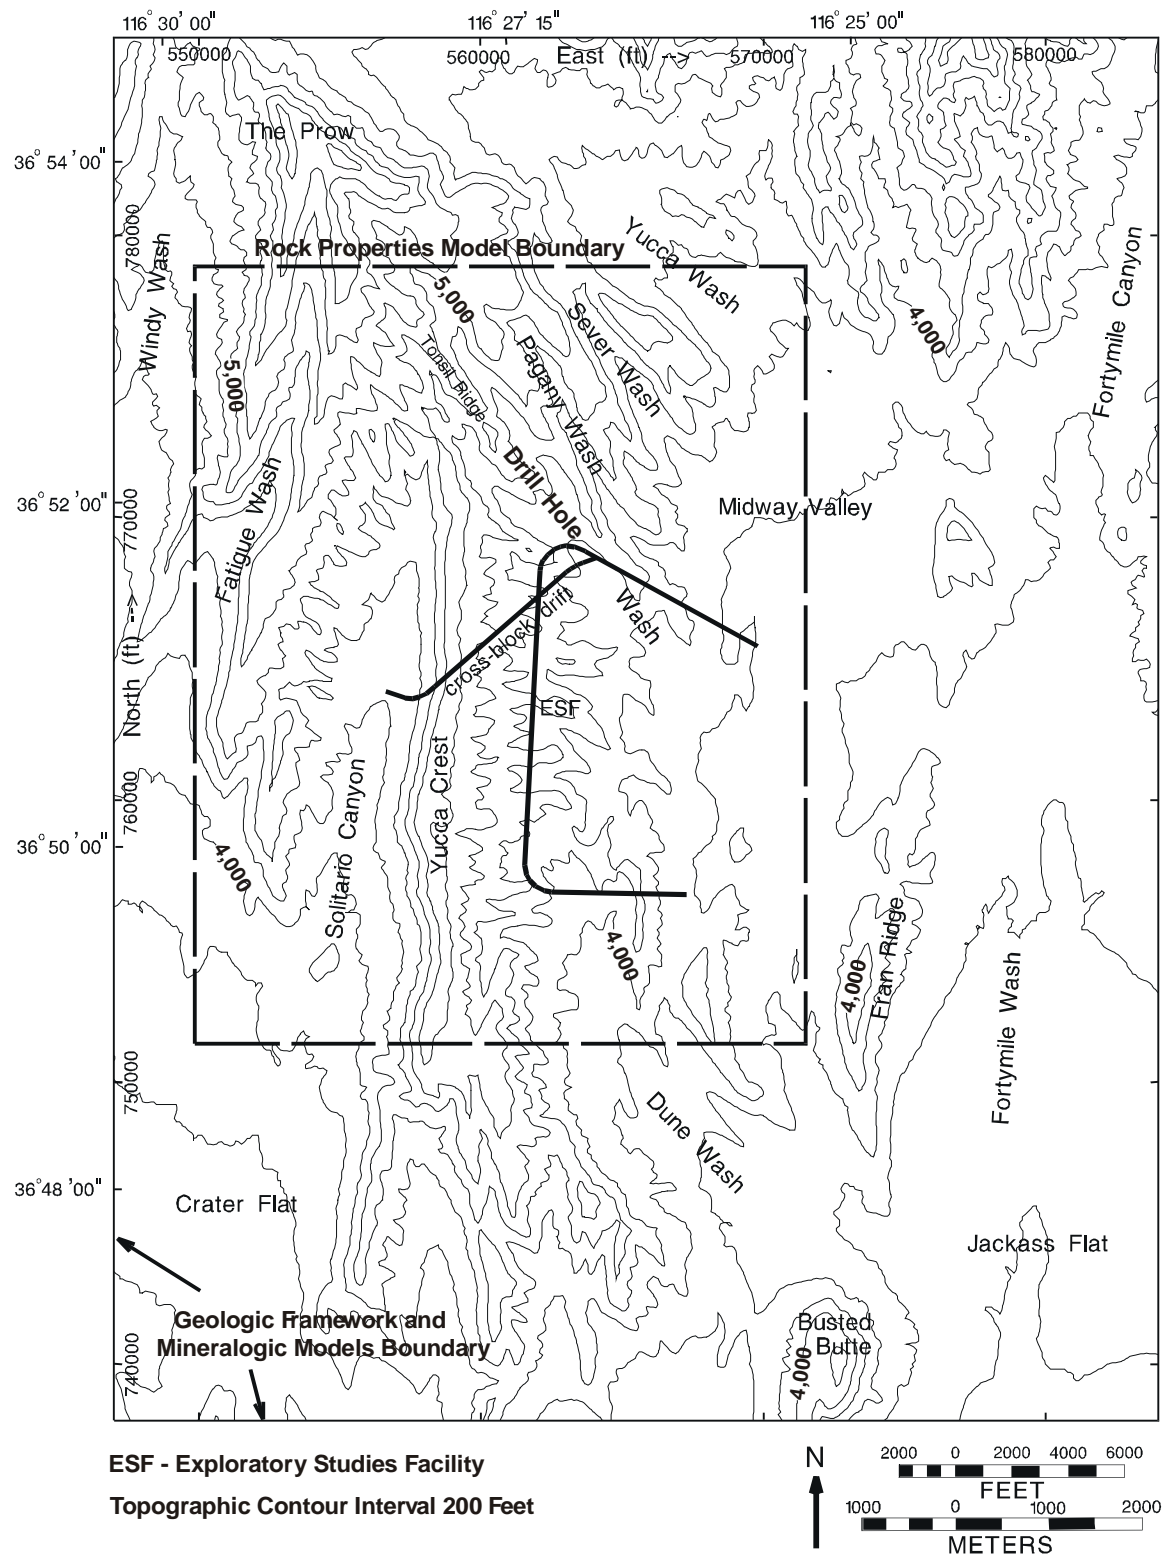 116° 30' 00"
116° 27' 15"
116° 25' 00"
550000
560000
East (ft) -->
570000
580000
The Prow
36° 54' 00"
780000
Windy Wash
Yucca Wash
Rock Properties Model Boundary
Fortymile Canyon
5,000
5,000
Tonsil Ridge
Pagany Wash
Sever Wash
4,000
Drill Hole
Wash
36° 52' 00"
770000
Midway Valley
Fatigue Wash
North (ft) -->
cross-block drift
ESF
760000
36° 50' 00"
4,000
Solitario Canyon
Yucca Crest
4,000
4,000
Fran Ridge
Fortymile Wash
750000
Dune Wash
36° 48' 00"
Crater Flat
Jackass Flat
Geologic Framework and
Mineralogic Models Boundary
740000
Busted
Butte
4,000
ESF - Exploratory Studies Facility
Topographic Contour Interval 200 Feet
N
2000 0 2000 4000 6000
FEET
1000 0 1000 2000
METERS